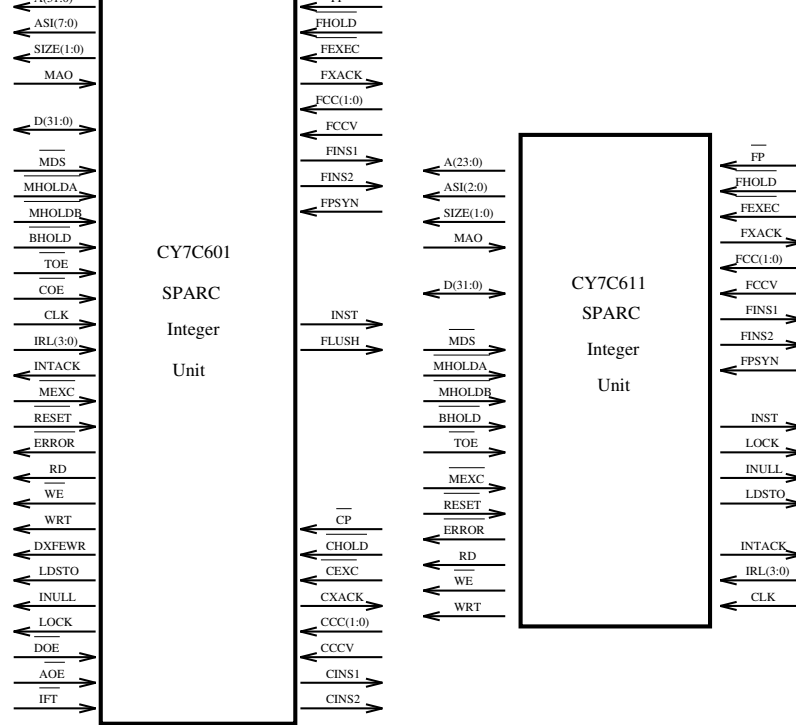 ASI(7:0)
SIZE(1:0)
MAO
D(31:0)
MDS
MHOLDA
MHOLDB
BHOLD
TOE
COE
CLK
IRL(3:0)
INTACK
MEXC
RESET
ERROR
RD
WE
WRT
DXFEWR
LDSTO
INULL
LOCK
DOE
AOE
IFT
CY7C601
SPARC
Integer
Unit
FHOLD
FEXEC
FXACK
FCC(1:0)
FCCV
FINS1
FINS2
FPSYN
INST
FLUSH
CP
CHOLD
CEXC
CXACK
CCC(1:0)
CCCV
CINS1
CINS2
A(23:0)
ASI(2:0)
SIZE(1:0)
MAO
D(31:0)
MDS
MHOLDA
MHOLDB
BHOLD
TOE
MEXC
RESET
ERROR
RD
WE
WRT
CY7C611
SPARC
Integer
Unit
FP
FHOLD
FEXEC
FXACK
FCC(1:0)
FCCV
FINS1
FINS2
FPSYN
INST
LOCK
INULL
LDSTO
INTACK
IRL(3:0)
CLK